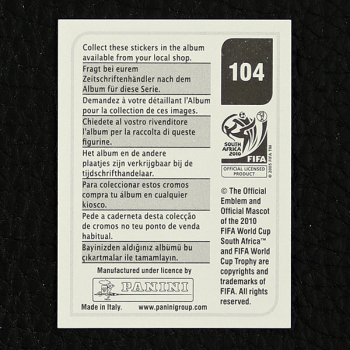 Collect these stickers in the album
available from your local shop.
Fragt bei eurem
Zeitschriftenhändler nach dem
Album für diese Serie.
Demandez à votre détaillant l'Album
pour la collection de ces images.
Chiedete al vostro rivenditore
l'album per la raccolta di queste
figurine.
Het album en de andere
plaatjes zijn verkrijgbaar bij de
tijdschrifthandelaar.
Para coleccionar estos cromos
compra tu álbum en cualquier
kiosco.
Pede a caderneta desta colecção
de cromos no teu ponto de venda
habitual.
Bayinizden aldığınız albümü bu
çıkartmalar ile tamamlayın.
Manufactured under licence by
PANINI
Made in Italy. www.paninigroup.com
104
SOUTH AFRICA
2010
FIFA
OFFICIAL LICENSED
PRODUCT
© 2005 FIFA TM
© The Official
Emblem and
Official Mascot
of the 2010
FIFA World Cup
South Africa™
and FIFA World
Cup Trophy are
copyrights and
trademarks of
FIFA. All rights
reserved.